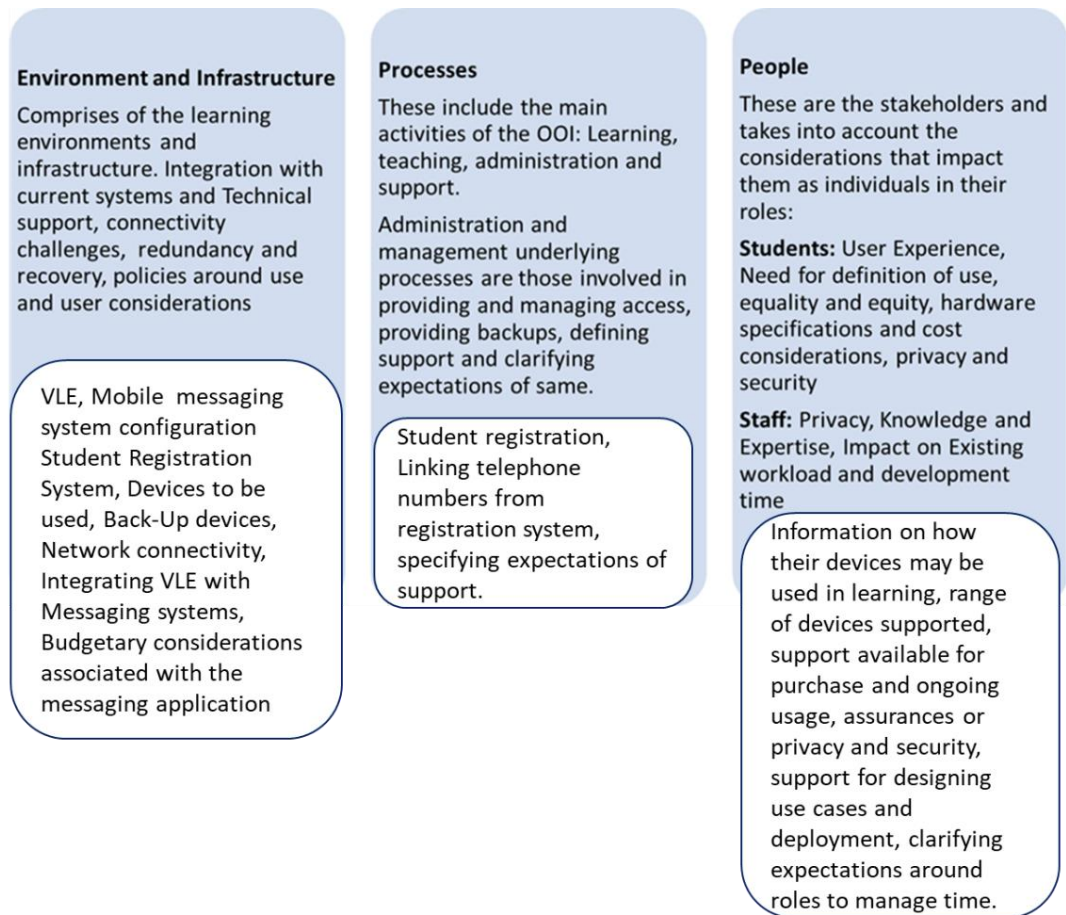 Environment and Infrastructure
Comprises of the learning
environments and
infrastructure. Integration with
current systems and Technical
support, connectivity
challenges,  redundancy and
recovery, policies around use
and user considerations
VLE, Mobile  messaging
system configuration
Student Registration
System, Devices to be
used, Back-Up devices,
Network connectivity,
Integrating VLE with
Messaging systems,
Budgetary considerations
associated with the
messaging application
Processes
These include the main
activities of the OOI: Learning,
teaching, administration and
support.
Administration and
management underlying
processes are those involved in
providing and managing access,
providing backups, defining
support and clarifying
expectations of same.
Student registration,
Linking telephone
numbers from
registration system,
specifying expectations of
support.
People
These are the stakeholders and
takes into account the
considerations that impact
them as individuals in their
roles:
Students: User Experience,
Need for definition of use,
equality and equity, hardware
specifications and cost
considerations, privacy and
security
Staff: Privacy, Knowledge and
Expertise, Impact on Existing
workload and development
time
Information on how
their devices may be
used in learning, range
of devices supported,
support available for
purchase and ongoing
usage, assurances or
privacy and security,
support for designing
use cases and
deployment, clarifying
expectations around
roles to manage time.